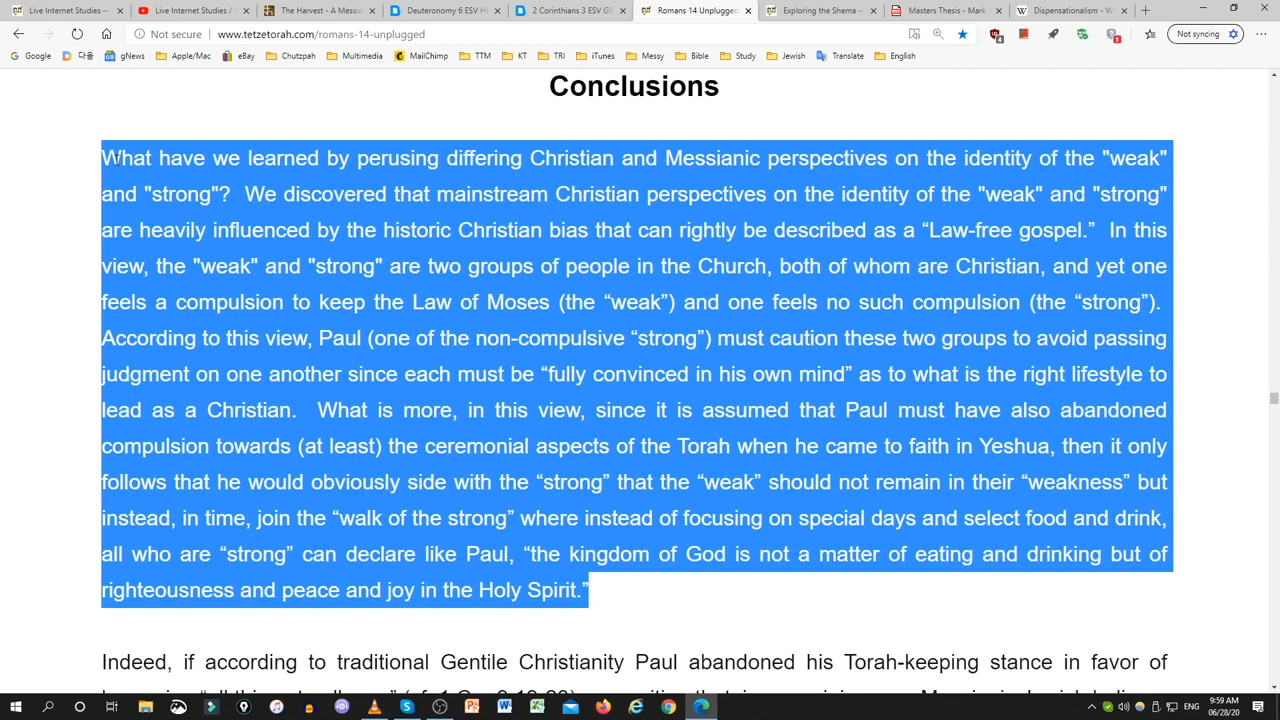 Live Internet Studies —
Live Internet Studies /
The Harvest - A Messia
Deuteronomy 6 ESV HE
2 Corinthians 3 ESV GR
Romans 14 Unplugged
Exploring the Shema –
Masters Thesis - Mark
Dispensationalism - W
Not secure
www.tetzetorah.com/romans-14-unplugged
Not syncing
Google
다음
gNews
Apple/Mac
eBay
Chutzpah
Multimedia
MailChimp
TTM
KT
TRI
iTunes
Messy
Bible
Study
Jewish
Translate
English
Conclusions
What have we learned by perusing differing Christian and Messianic perspectives on the identity of the "weak"
and "strong"? We discovered that mainstream Christian perspectives on the identity of the "weak" and "strong"
are heavily influenced by the historic Christian bias that can rightly be described as a “Law-free gospel.” In this
view, the "weak" and "strong" are two groups of people in the Church, both of whom are Christian, and yet one
feels a compulsion to keep the Law of Moses (the “weak”) and one feels no such compulsion (the “strong”).
According to this view, Paul (one of the non-compulsive “strong”) must caution these two groups to avoid passing
judgment on one another since each must be “fully convinced in his own mind” as to what is the right lifestyle to
lead as a Christian. What is more, in this view, since it is assumed that Paul must have also abandoned
compulsion towards (at least) the ceremonial aspects of the Torah when he came to faith in Yeshua, then it only
follows that he would obviously side with the “strong” that the “weak” should not remain in their “weakness” but
instead, in time, join the “walk of the strong” where instead of focusing on special days and select food and drink,
all who are “strong” can declare like Paul, “the kingdom of God is not a matter of eating and drinking but of
righteousness and peace and joy in the Holy Spirit.”
Indeed, if according to traditional Gentile Christianity Paul abandoned his Torah-keeping stance in favor of
ENG
9:59 AM
06/28/20